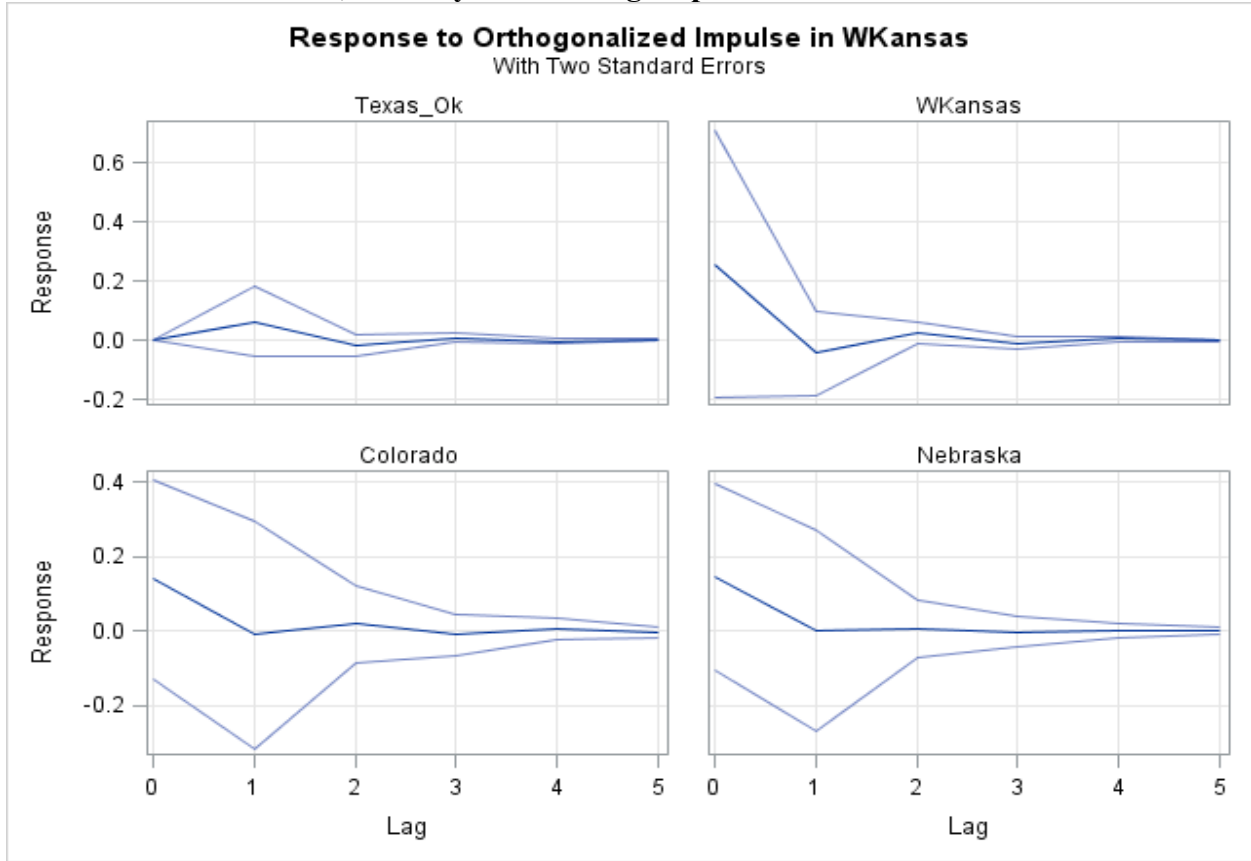 Response to Orthogonalized Impulse in WKansas
With Two Standard Errors
Texas_Ok
WKansas
Response
0.6
0.4
0.2
0.0
-0.2
Colorado
Nebraska
Response
0.4
0.2
0.0
-0.2
0 1 2 3 4 5
0 1 2 3 4 5
Lag
Lag